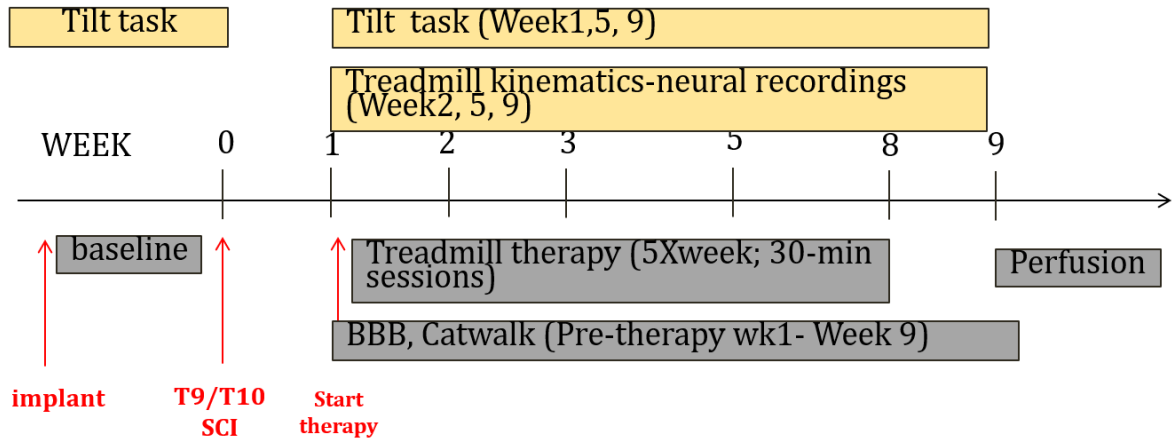 Tilt task
Tilt task (Week1,5, 9)
Treadmill kinematics-neural recordings
(Week2, 5, 9)
WEEK 0 1 2 3 5 8 9
baseline
Treadmill therapy (5Xweek; 30-min
sessions)
Perfusion
BBB, Catwalk (Pre-therapy wk1- Week 9)
implant
T9/T10
SCI
Start
therapy